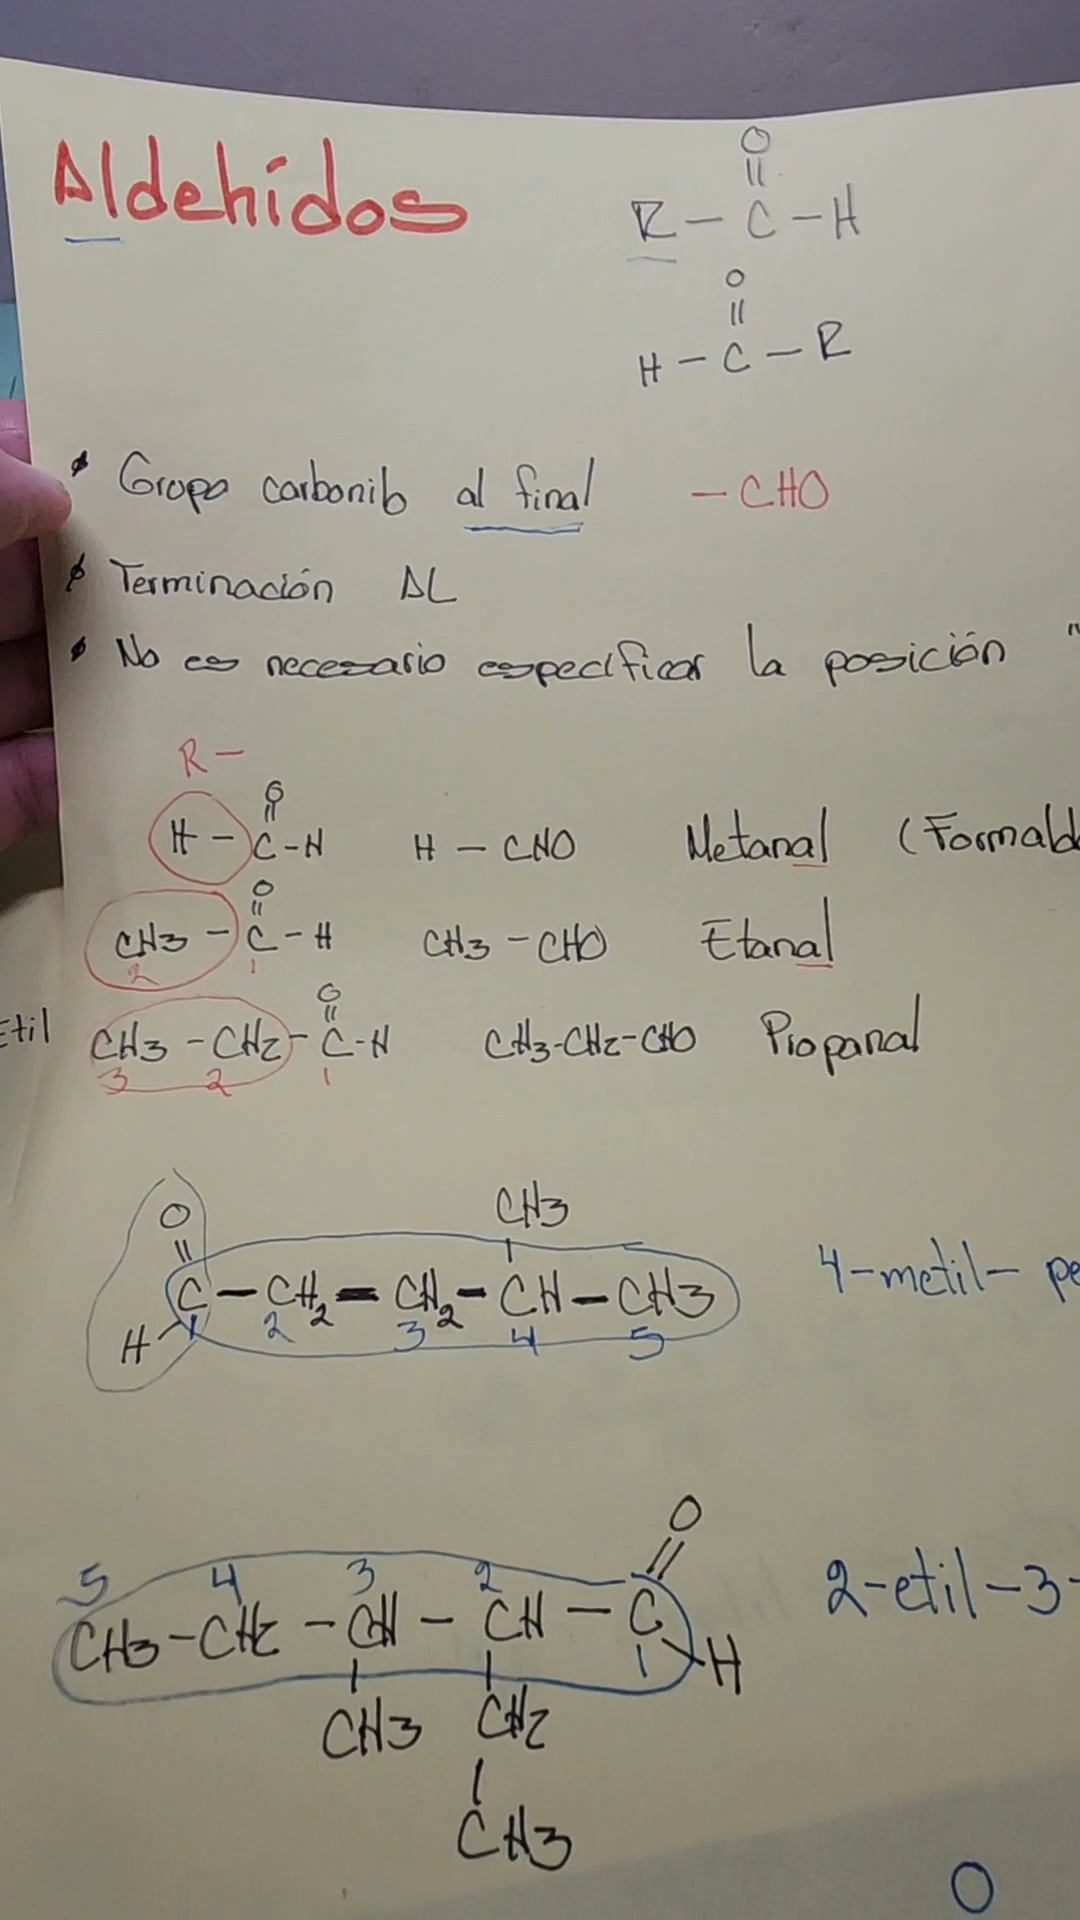 Aldehídos
O
||
R - C - H
O
||
H - C - R
Grupo carbonilo al final - CHO
Terminación AL
No es necesario especificar la posición "
R -
O
||
H - C - H H - CHO Metanal (Formald
O
||
CH3 - C - H CH3 - CHO Etanal
2 1
O
||
Etil CH3 - CH2 - C - H CH3-CH2-CHO Propanal
3 2 1
O CH3
|| |
C - CH2 = CH2 - CH - CH3 4-metil- pe
H 1 2 3 4 5
O
//
5 4 3 2
CH3 - CH2 - CH - CH - C 2-etil-3-
| | 1 H
CH3 CH2
|
CH3
O